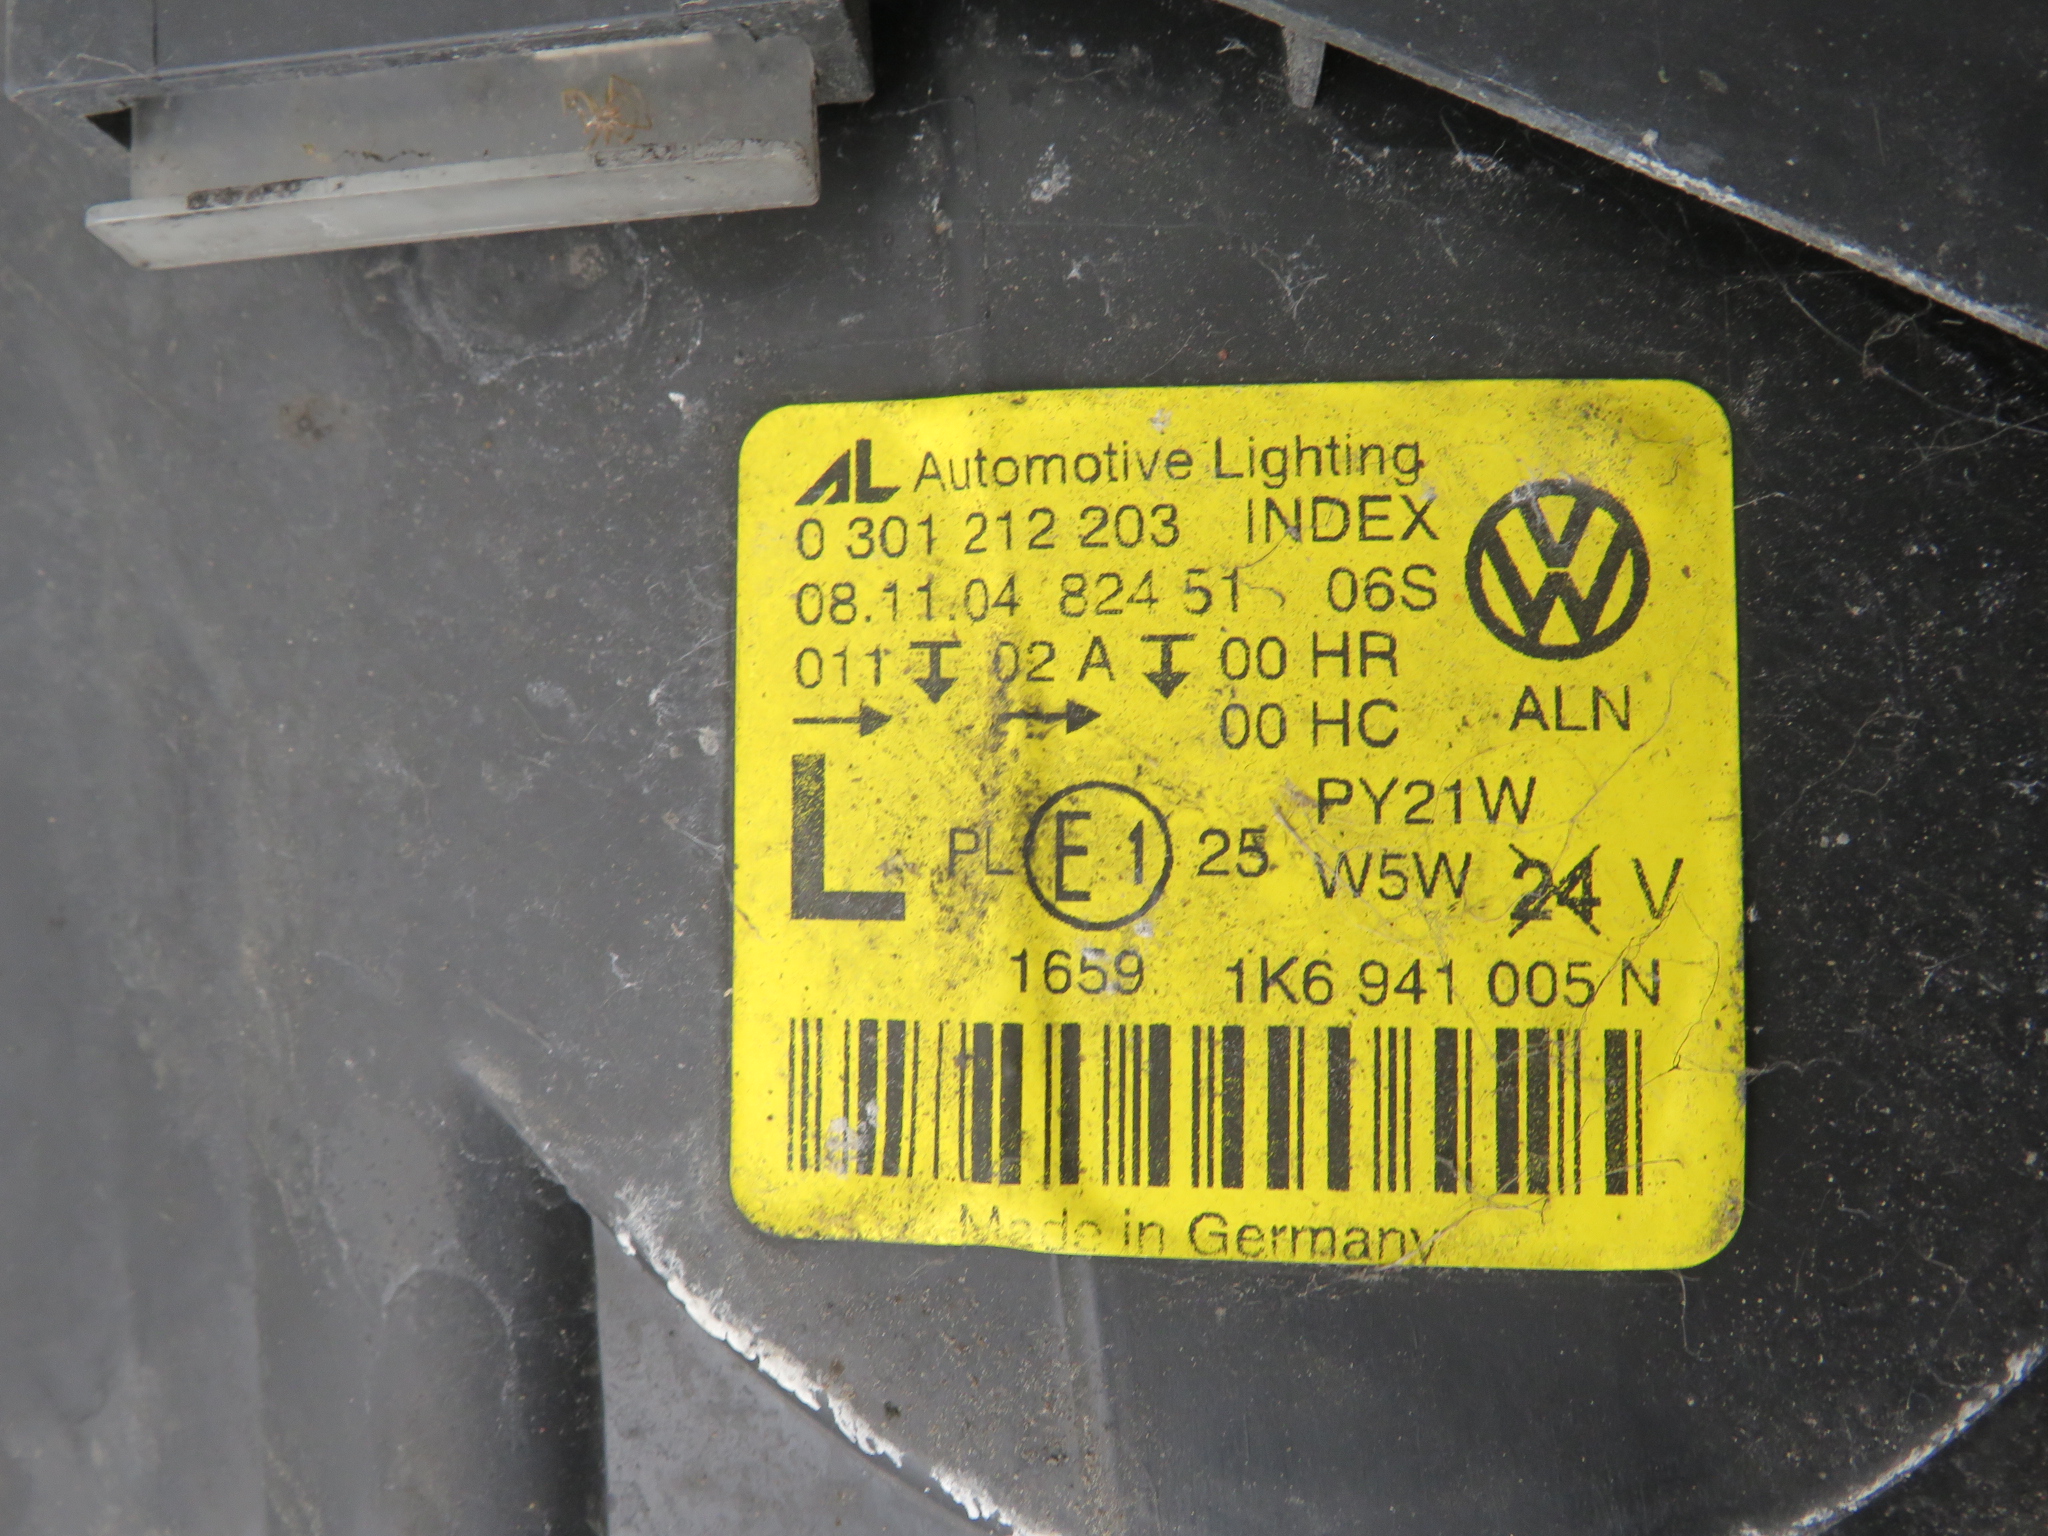 AL Automotive Lighting
0 301 212 203 INDEX
08.11.04 824 51 06S
011 02 A 00 HR
00 HC ALN
L PL E1 25 PY21W
W5W 24 V
1659 1K6 941 005 N
Made in Germany